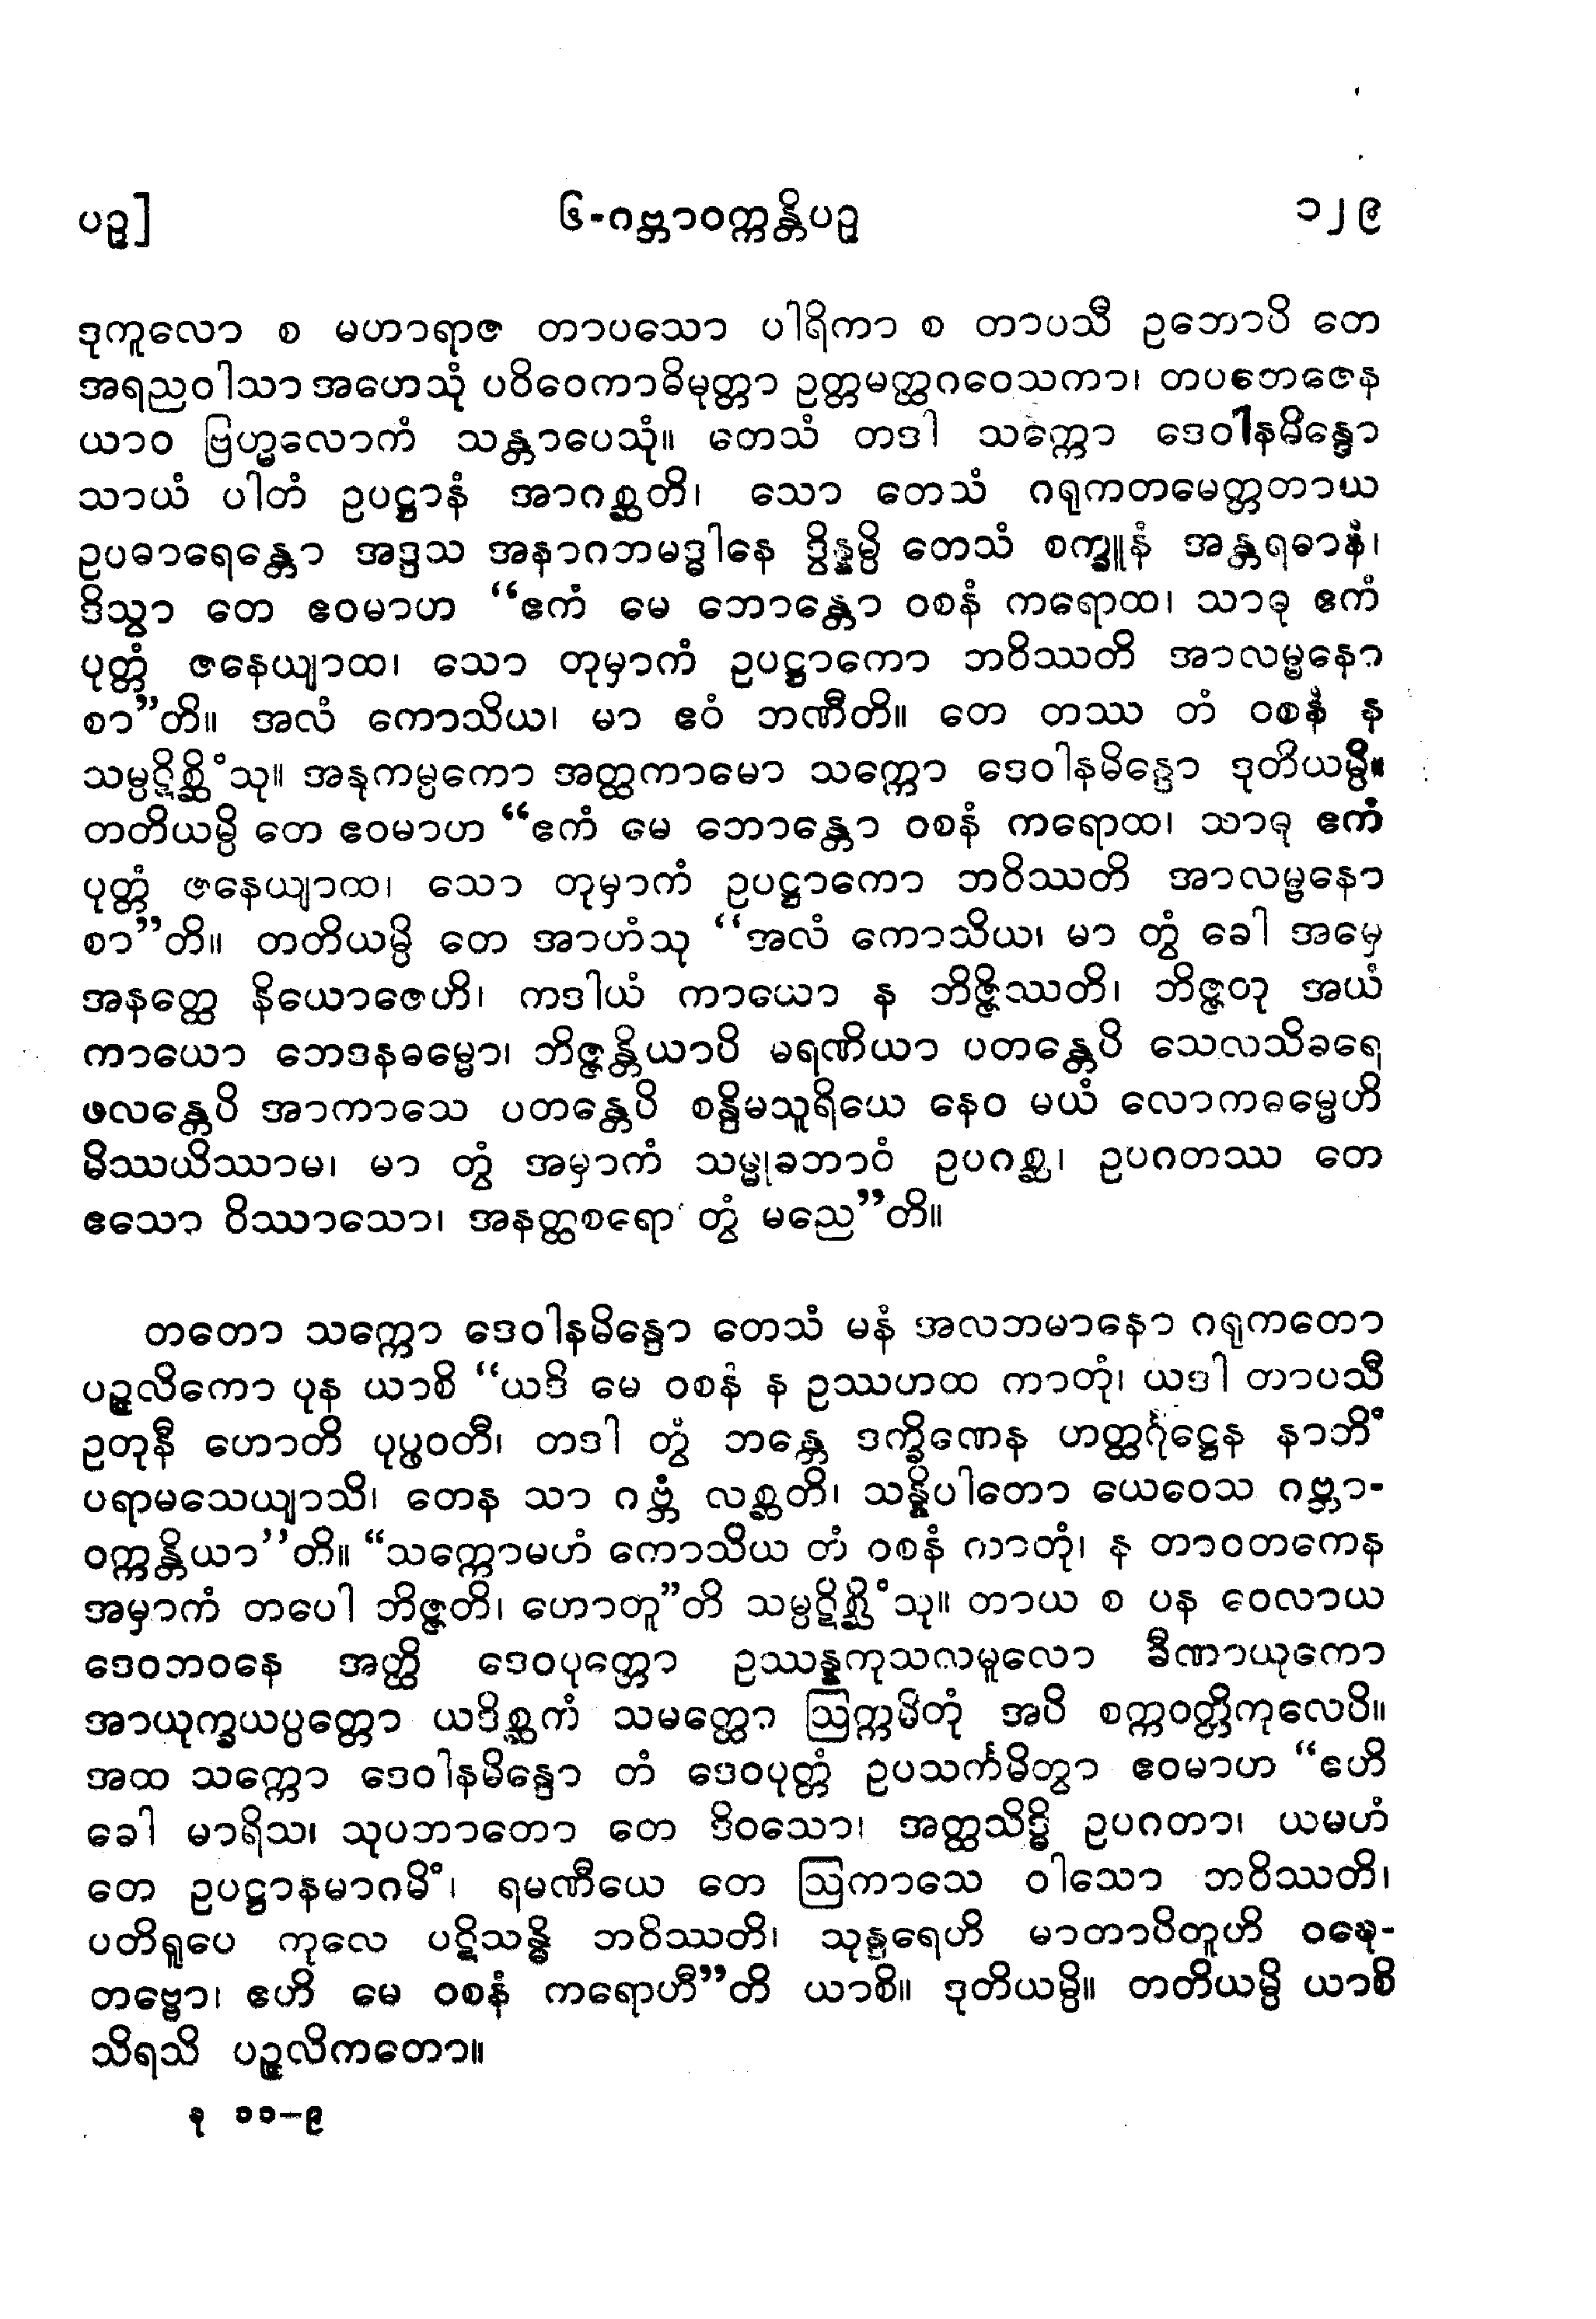 ပဉှ]
၆-ဂဗ္ဘာဝက္ကန္တိပဉှ
၁၂၉
ဒုကူလော စ မဟာရာဇ တာပသော ပါရိကာ စ တာပသီ ဥဘောပိ တေ
အရညဝါသာ အဟေသုံ ပဝိဝေကာဓိမုတ္တာ ဥတ္တမတ္ထဂဝေသကာ၊ တပတေဇေန
ယာဝ ဗြဟ္မလောကံ သန္တာပေသုံ။ တေသံ တဒါ သက္ကော ဒေဝါနမိန္ဒော
သာယံ ပါတံ ဥပဋ္ဌာနံ အာဂစ္ဆတိ၊ သော တေသံ ဂရုကတမေတ္တတာယ
ဥပဓာရေန္တော အဒ္ဒသ အနာဂတမဒ္ဓါနေ ဒွိန္နမ္ပိ တေသံ စက္ခူနံ အန္တရဓာနံ၊
ဒိသွာ တေ ဧဝမာဟ “ဧကံ မေ ဘောန္တော ဝစနံ ကရောထ၊ သာဓု ဧကံ
ပုတ္တံ ဇနေယျာထ၊ သော တုမှာကံ ဥပဋ္ဌာကော ဘဝိဿတိ အာလမ္ဗနော
စာ”တိ။ အလံ ကောသိယ၊ မာ ဧဝံ ဘဏီတိ။ တေ တဿ တံ ဝစနံ န
သမ္ပဋိစ္ဆိံသု။ အနုကမ္ပကော အတ္ထကာမော သက္ကော ဒေဝါနမိန္ဒော ဒုတိယမ္ပိ။
တတိယမ္ပိ တေ ဧဝမာဟ “ဧကံ မေ ဘောန္တော ဝစနံ ကရောထ၊ သာဓု ဧကံ
ပုတ္တံ ဇနေယျာထ၊ သော တုမှာကံ ဥပဋ္ဌာကော ဘဝိဿတိ အာလမ္ဗနော
စာ”တိ။ တတိယမ္ပိ တေ အာဟံသု “အလံ ကောသိယ၊ မာ တွံ ခေါ အမှေ
အနတ္ထေ နိယောဇေဟိ၊ ကဒါယံ ကာယော န ဘိဇ္ဇိဿတိ၊ ဘိဇ္ဇတု အယံ
ကာယော ဘေဒနဓမ္မော၊ ဘိဇ္ဇန္တိယာပိ မရဏိယာ ပတန္တေပိ သေလသိခရေ
ဖလန္တေပိ အာကာသေ ပတန္တေပိ စန္ဒိမသူရိယေ နေဝ မယံ လောကဓမ္မေဟိ
မိဿယိဿာမ၊ မာ တွံ အမှာကံ သမ္မုခဘာဝံ ဥပဂစ္ဆ၊ ဥပဂတဿ တေ
ဧသော ဝိဿာသော၊ အနတ္ထစရော တွံ မညေ”တိ။
တတော သက္ကော ဒေဝါနမိန္ဒော တေသံ မနံ အလဘမာနော ဂရုကတော
ပဉ္ဇလိကော ပုန ယာစိ “ယဒိ မေ ဝစနံ န ဥဿဟထ ကာတုံ၊ ယဒါ တာပသီ
ဥတုနီ ဟောတိ ပုပ္ဖဝတီ၊ တဒါ တွံ ဘန္တေ ဒက္ခိဏေန ဟတ္ထင်္ဂုဋ္ဌေန နာဘိံ
ပရာမသေယျာသိ၊ တေန သာ ဂဗ္ဘံ လစ္ဆတိ၊ သန္နိပါတော ယေဝေသ ဂဗ္ဘာ-
ဝက္ကန္တိယာ”တိ။ “သက္ကောမဟံ ကောသိယ တံ ဝစနံ ကာတုံ၊ န တာဝတကေန
အမှာကံ တပေါ ဘိဇ္ဇတိ၊ ဟောတူ”တိ သမ္ပဋိစ္ဆိံသု။ တာယ စ ပန ဝေလာယ
ဒေဝဘဝနေ အတ္ထိ ဒေဝပုတ္တော ဥဿန္နကုသလမူလော ခီဏာယုကော
အာယုက္ခယပ္ပတ္တော ယဒိစ္ဆကံ သမတ္ထော ဩက္ကမိတုံ အပိ စက္ကဝတ္တိကုလေပိ။
အထ သက္ကော ဒေဝါနမိန္ဒော တံ ဒေဝပုတ္တံ ဥပသင်္ကမိတွာ ဧဝမာဟ “ဧဟိ
ခေါ မာရိသ၊ သုပဘာတော တေ ဒိဝသော၊ အတ္ထသိဒ္ဓိ ဥပဂတာ၊ ယမဟံ
တေ ဥပဋ္ဌာနမာဂမိံ၊ ရမဏီယေ တေ ဩကာသေ ဝါသော ဘဝိဿတိ၊
ပတိရူပေ ကုလေ ပဋိသန္ဓိ ဘဝိဿတိ၊ သုန္ဒရေဟိ မာတာပိတူဟိ ဝဍ္ဎေ-
တဗ္ဗော၊ ဧဟိ မေ ဝစနံ ကရောဟီ”တိ ယာစိ။ ဒုတိယမ္ပိ။ တတိယမ္ပိ ယာစိ
သိရသိ ပဉ္ဇလိကတော။
နု ၁၁–၉